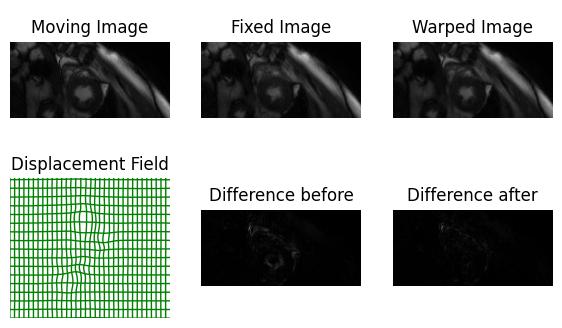 Moving Image
Fixed Image
Warped Image
Displacement Field
Difference before
Difference after